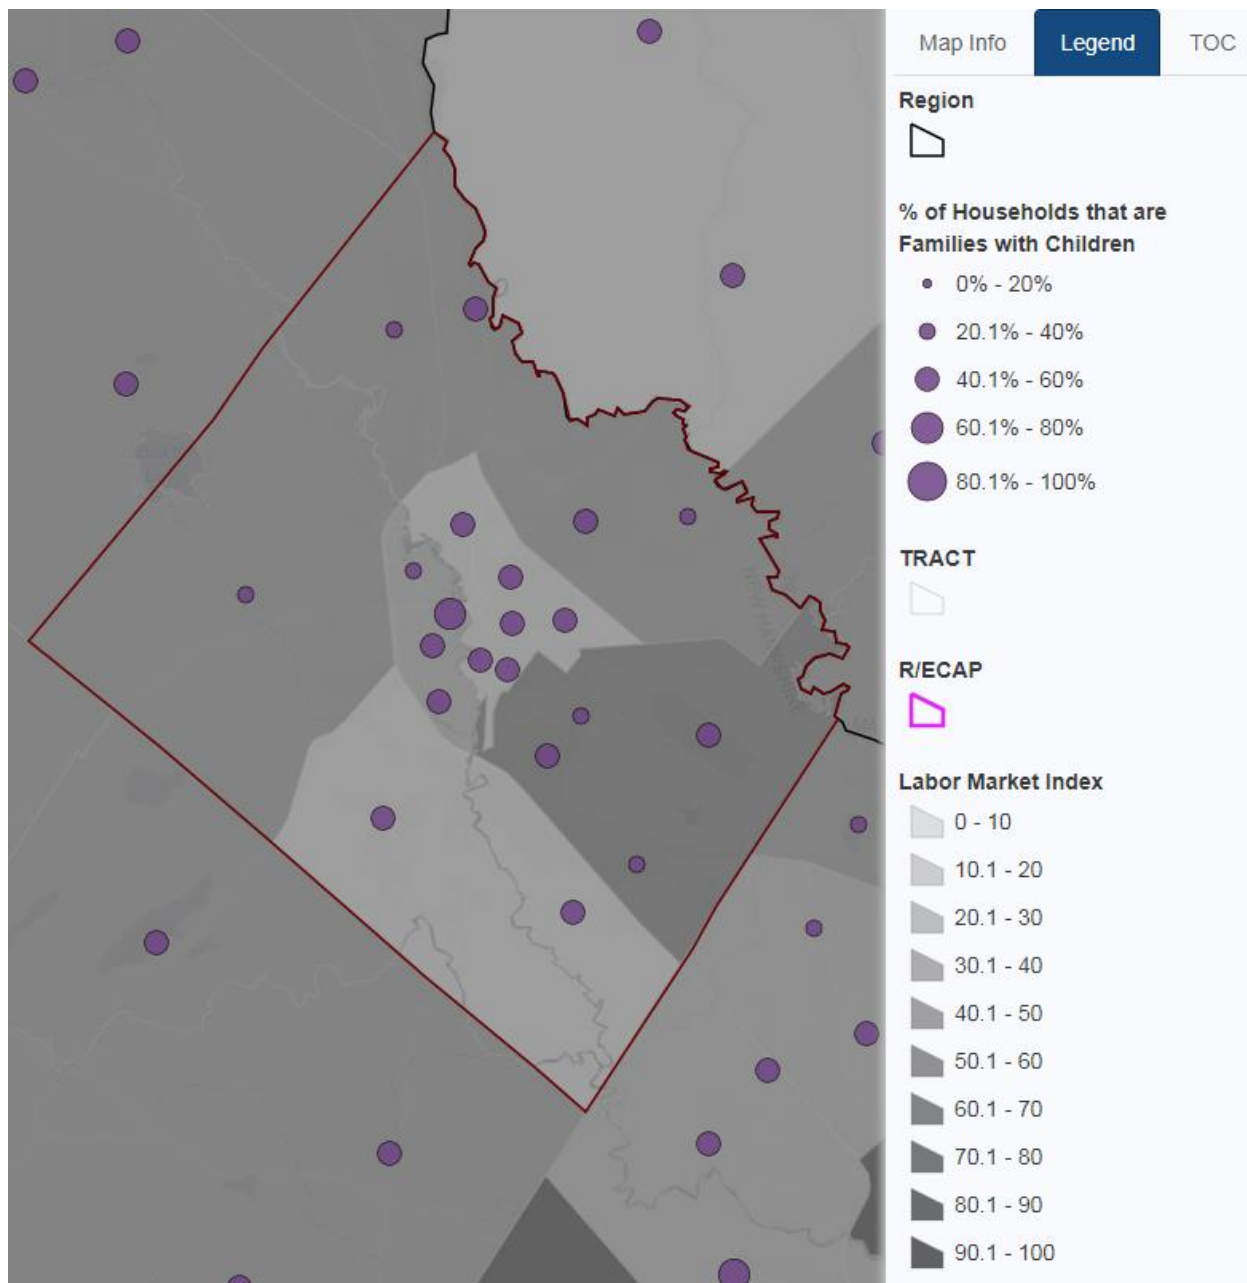 Map Info Legend TOC
Region
% of Households that are
Families with Children
0% - 20%
20.1% - 40%
40.1% - 60%
60.1% - 80%
80.1% - 100%
TRACT
R/ECAP
Labor Market Index
0 - 10
10.1 - 20
20.1 - 30
30.1 - 40
40.1 - 50
50.1 - 60
60.1 - 70
70.1 - 80
80.1 - 90
90.1 - 100
NEW HAMPSHIRE